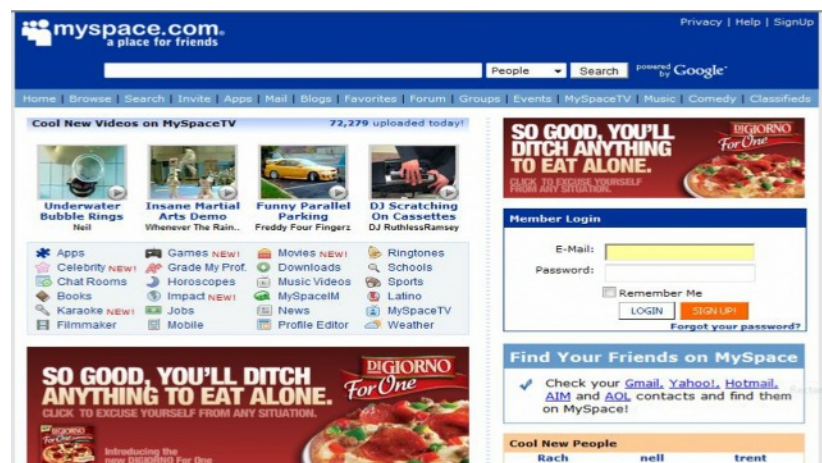 Privacy | Help | SignUp
myspace.com
a place for friends
People Search powered by Google
Home | Browse | Search | Invite | Apps | Mail | Blogs | Favorites | Forum | Groups | Events | MySpaceTV | Music | Comedy | Classifieds
Cool New Videos on MySpaceTV 72,279 uploaded today!
Underwater Bubble Rings
Neil
Insane Martial Arts Demo
Whenever The Rain..
Funny Parallel Parking
Freddy Four Fingerz
DJ Scratching On Cassettes
DJ RuthlessRamsey
Apps Games NEW! Movies NEW! Ringtones
Celebrity NEW! Grade My Prof. Downloads Schools
Chat Rooms Horoscopes Music Videos Sports
Books Impact NEW! MySpaceIM Latino
Karaoke NEW! Jobs News MySpaceTV
Filmmaker Mobile Profile Editor Weather
SO GOOD, YOU'LL DITCH
ANYTHING TO EAT ALONE.
CLICK TO EXCUSE YOURSELF FROM ANY SITUATION.
DIGIORNO
For One
Introducing the
new DIGIORNO For One
SO GOOD, YOU'LL
DITCH ANYTHING
TO EAT ALONE.
CLICK TO EXCUSE YOURSELF
FROM ANY SITUATION.
DIGIORNO
For One
Member Login
E-Mail:
Password:
Remember Me
LOGIN SIGN UP!
Forgot your password?
Find Your Friends on MySpace
Check your Gmail, Yahoo!, Hotmail,
AIM and AOL contacts and find them
on MySpace!
Cool New People
Rach nell trent